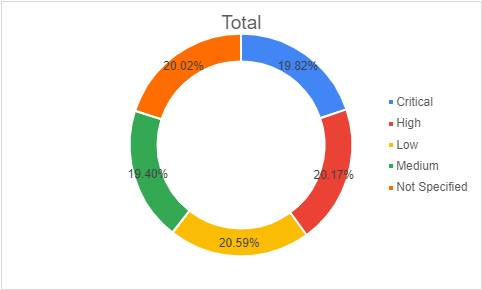 Total
20.02%
19.82%
19.40%
20.17%
20.59%
Critical
High
Low
Medium
Not Specified